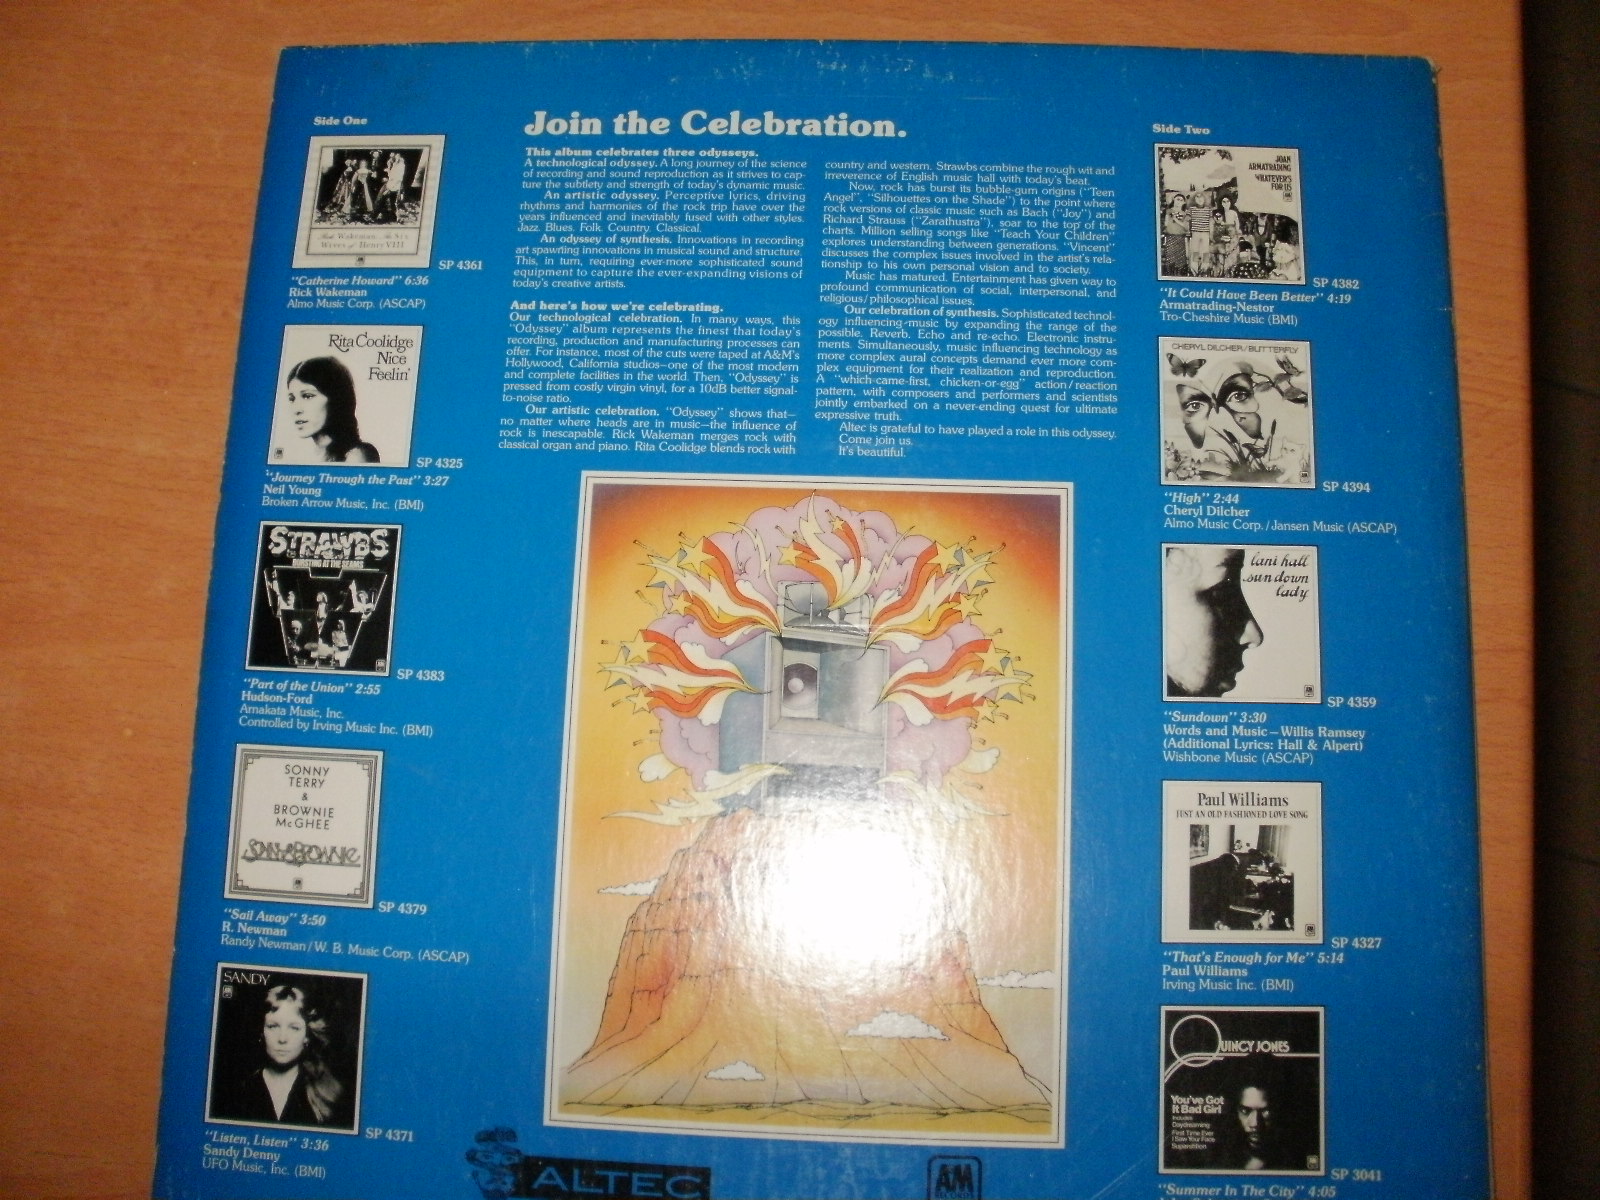 Side One
Rick Wakeman... the Six
Wives of Henry VIII
SP 4361
"Catherine Howard" 6:36
Rick Wakeman
Almo Music Corp. (ASCAP)
Rita Coolidge
Nice
Feelin'
SP 4325
"Journey Through the Past" 3:27
Neil Young
Broken Arrow Music, Inc. (BMI)
STRAWBS
BURSTING AT THE SEAMS
SP 4383
"Part of the Union" 2:55
Hudson-Ford
Amakata Music, Inc.
Controlled by Irving Music Inc. (BMI)
SONNY
TERRY
&
BROWNIE
McGHEE
SONNY & BROWNIE
SP 4379
"Sail Away" 3:50
R. Newman
Randy Newman/W. B. Music Corp. (ASCAP)
SANDY
SP 4371
"Listen, Listen" 3:36
Sandy Denny
UFO Music, Inc. (BMI)
Join the Celebration.
This album celebrates three odysseys.
A technological odyssey. A long journey of the science
of recording and sound reproduction as it strives to cap-
ture the subtlety and strength of today's dynamic music.
An artistic odyssey. Perceptive lyrics, driving
rhythms and harmonies of the rock trip have over the
years influenced and inevitably fused with other styles.
Jazz. Blues. Folk. Country. Classical.
An odyssey of synthesis. Innovations in recording
art spawning innovations in musical sound and structure.
This, in turn, requiring ever-more sophisticated sound
equipment to capture the ever-expanding visions of
today's creative artists.
And here's how we're celebrating.
Our technological celebration. In many ways, this
"Odyssey" album represents the finest that today's
recording, production and manufacturing processes can
offer. For instance, most of the cuts were taped at A&M's
Hollywood, California studios—one of the most modern
and complete facilities in the world. Then, "Odyssey" is
pressed from costly virgin vinyl, for a 10dB better signal-
to-noise ratio.
Our artistic celebration. "Odyssey" shows that—
no matter where heads are in music—the influence of
rock is inescapable. Rick Wakeman merges rock with
classical organ and piano. Rita Coolidge blends rock with
country and western. Strawbs combine the rough wit and
irreverence of English music hall with today's beat.
Now, rock has burst its bubble-gum origins ("Teen
Angel", "Silhouettes on the Shade") to the point where
rock versions of classic music such as Bach ("Joy") and
Richard Strauss ("Zarathustra"), soar to the top of the
charts. Million selling songs like "Teach Your Children"
explores understanding between generations. "Vincent"
discusses the complex issues involved in the artist's rela-
tionship to his own personal vision and to society.
Music has matured. Entertainment has given way to
profound communication of social, interpersonal, and
religious/philosophical issues.
Our celebration of synthesis. Sophisticated technol-
ogy influencing music by expanding the range of the
possible. Reverb. Echo and re-echo. Electronic instru-
ments. Simultaneously, music influencing technology as
more complex aural concepts demand ever more com-
plex equipment for their realization and reproduction.
A "which-came-first, chicken-or-egg" action/reaction
pattern, with composers and performers and scientists
jointly embarked on a never-ending quest for ultimate
expressive truth.
Altec is grateful to have played a role in this odyssey.
Come join us.
It's beautiful.
ALTEC
AM
RECORDS
Side Two
JOAN
ARMATRADING
WHATEVER'S
FOR US
SP 4382
"It Could Have Been Better" 4:19
Armatrading-Nestor
Tro-Cheshire Music (BMI)
CHERYL DILCHER/BUTTERFLY
SP 4394
"High" 2:44
Cheryl Dilcher
Almo Music Corp./Jansen Music (ASCAP)
lani hall
sun down
lady
SP 4359
"Sundown" 3:30
Words and Music—Willis Ramsey
(Additional Lyrics: Hall & Alpert)
Wishbone Music (ASCAP)
Paul Williams
JUST AN OLD FASHIONED LOVE SONG
SP 4327
"That's Enough for Me" 5:14
Paul Williams
Irving Music Inc. (BMI)
QUINCY JONES
You've Got
It Bad Girl
Includes
Daydreaming
First Time Ever
I Saw Your Face
Superstition
SP 3041
"Summer In The City" 4:05